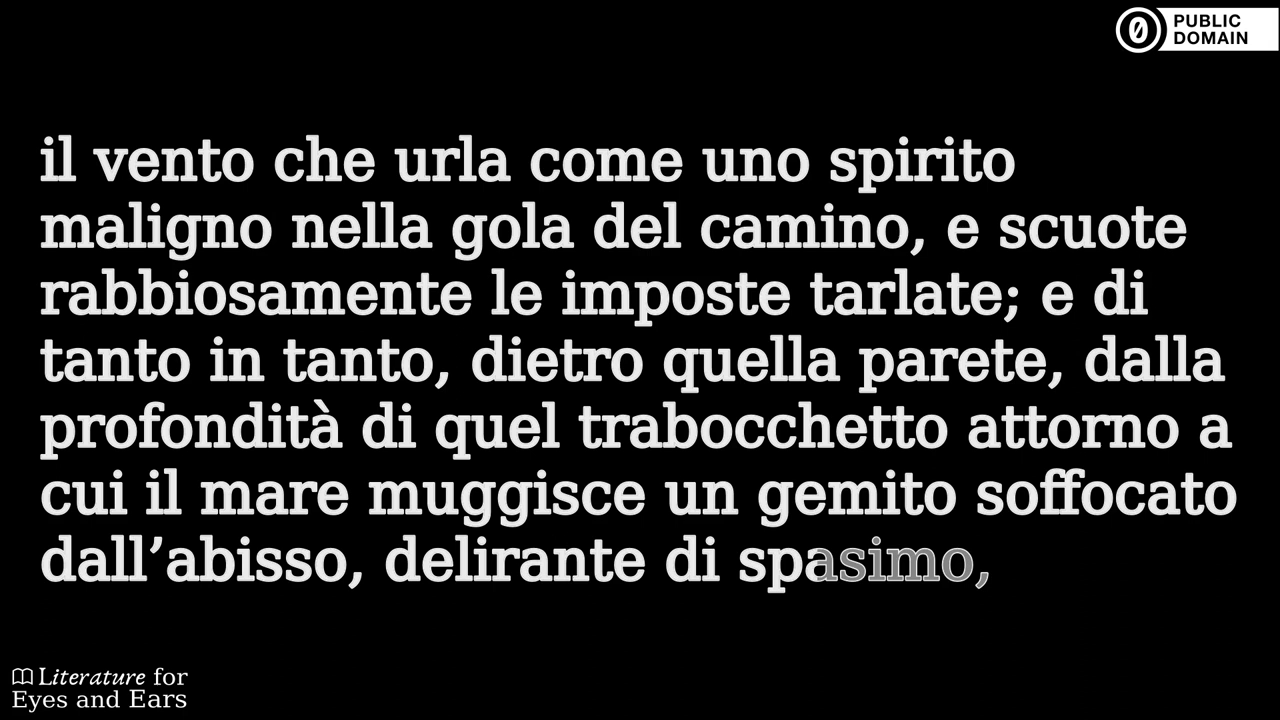 PUBLIC
DOMAIN
il vento che urla come uno spirito
maligno nella gola del camino, e scuote
rabbiosamente le imposte tarlate; e di
tanto in tanto, dietro quella parete, dalla
profondità di quel trabocchetto attorno a
cui il mare muggisce un gemito soffocato
dall’abisso, delirante di spasimo,
Literature for
Eyes and Ears